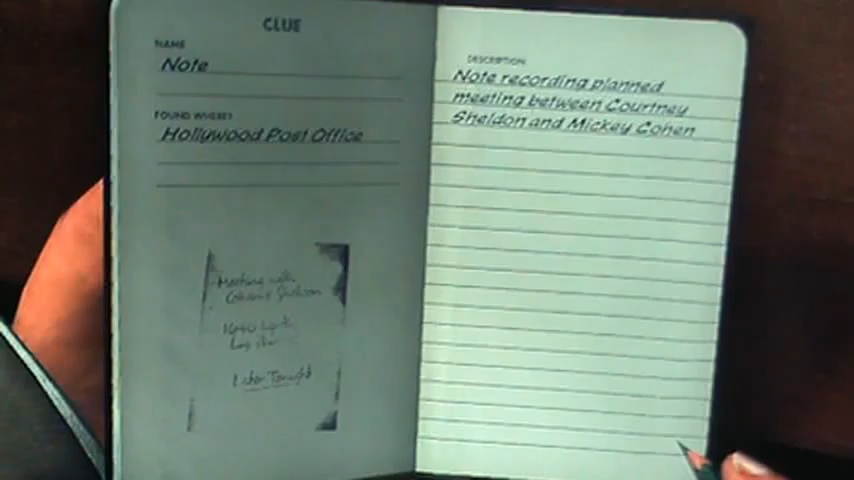 CLUE
NAME
Note
FOUND WHERE?
Hollywood Post Office
Meeting with
Sheldon
Later Tonight
DESCRIPTION
Note recording planned
meeting between Courtney
Sheldon and Mickey Cohen